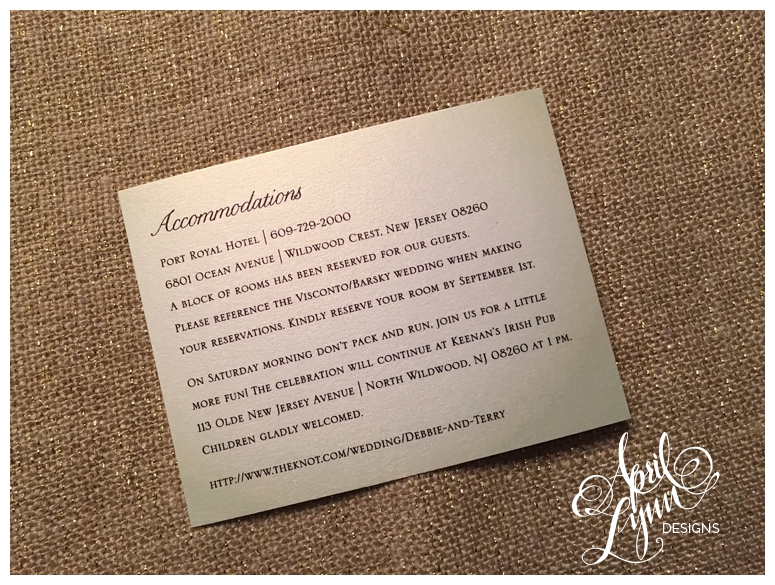 Accommodations
Port Royal Hotel | 609-729-2000
6801 Ocean Avenue | Wildwood Crest, New Jersey 08260
A block of rooms has been reserved for our guests.
Please reference the Visconto/Barsky wedding when making
your reservations. Kindly reserve your room by September 1st.
On Saturday morning don't pack and run, join us for a little
more fun! The celebration will continue at Keenan's Irish Pub
113 Olde New Jersey Avenue | North Wildwood, NJ 08260 at 1 pm.
Children gladly welcomed.
http://www.theknot.com/wedding/Debbie-and-Terry
April
Lynn
DESIGNS